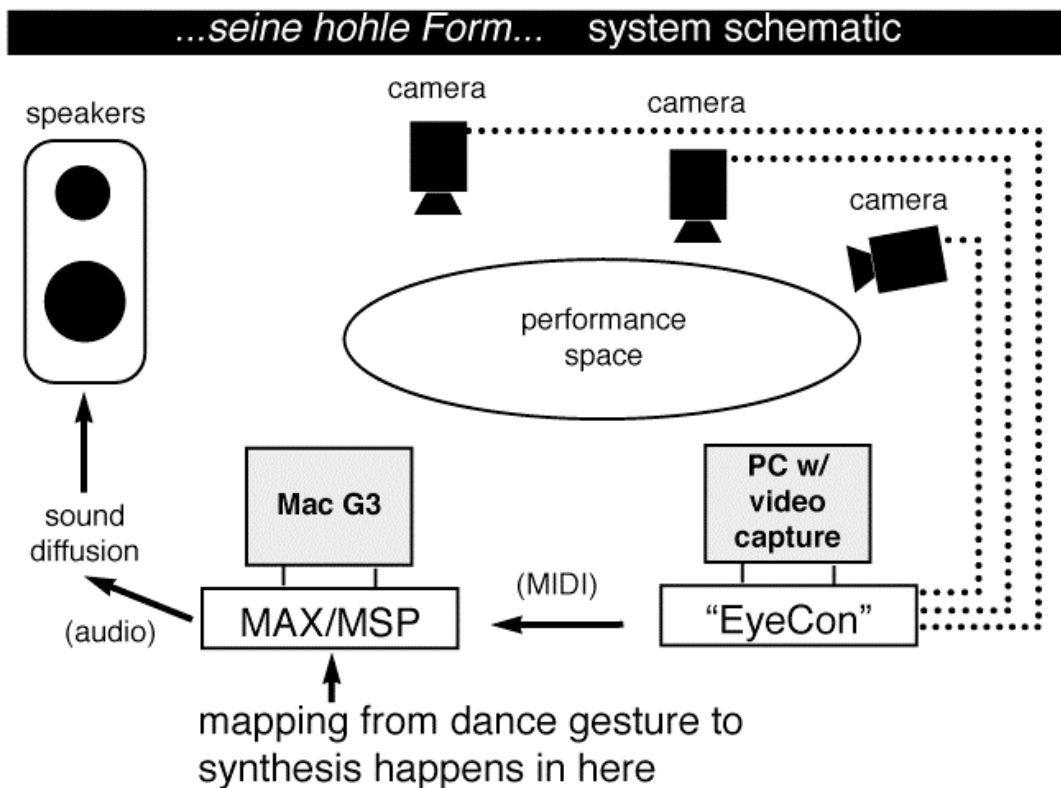 ...seine hohle Form... system schematic
camera
camera
speakers
camera
performance
space
Mac G3
PC w/
video
capture
sound
diffusion
(MIDI)
(audio)
MAX/MSP
“EyeCon”
mapping from dance gesture to
synthesis happens in here